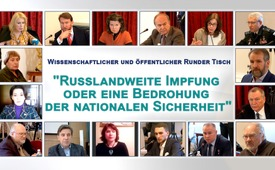 Wissenschaftlicher und öffentlicher Runder Tisch
"Russlandweite Impfung
oder eine Bedrohung
der nationalen Sicherheit"